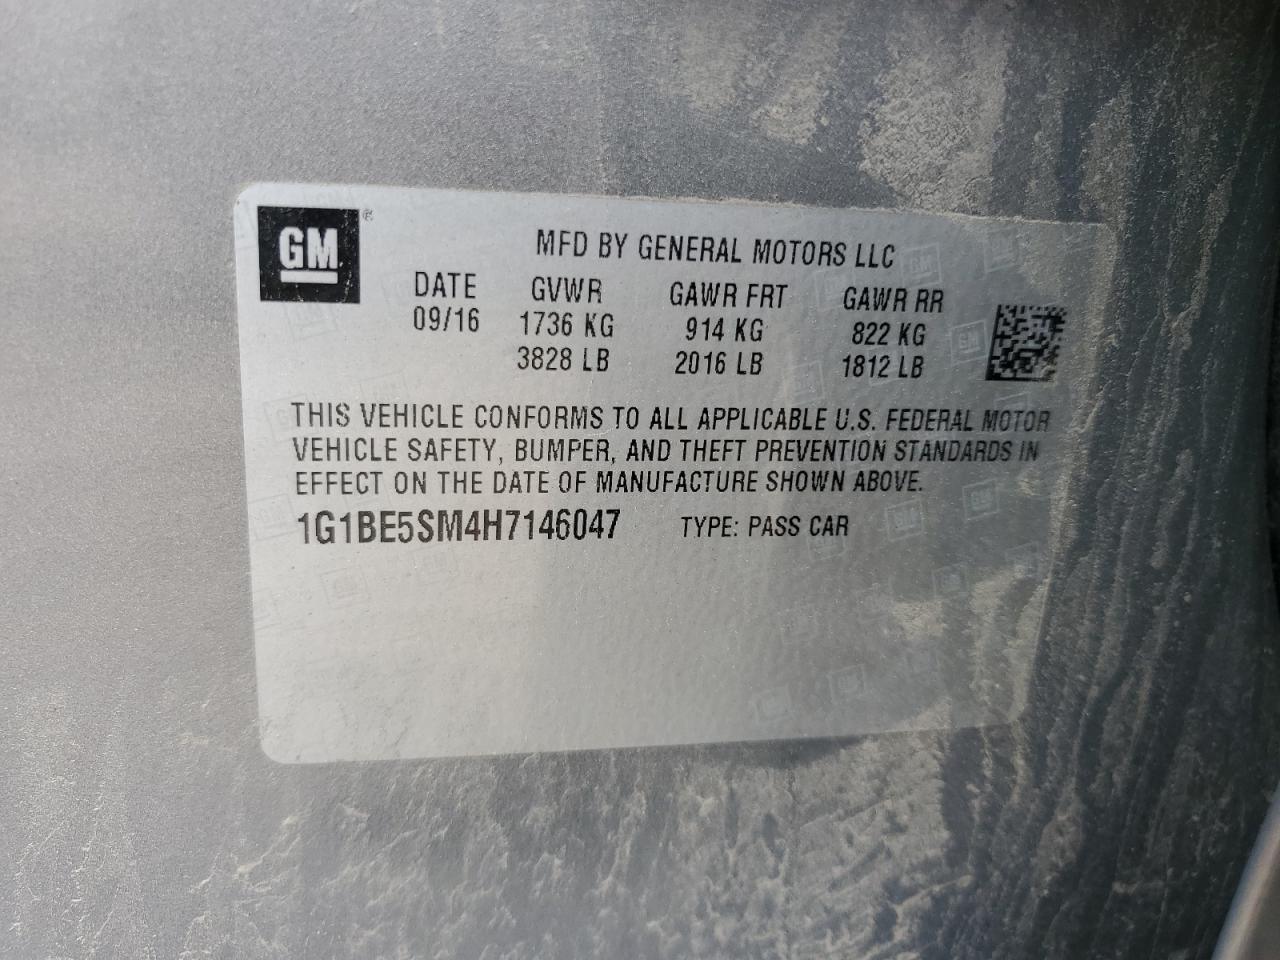 GM®
MFD BY GENERAL MOTORS LLC
DATE GVWR GAWR FRT GAWR RR
09/16 1736 KG 914 KG 822 KG
3828 LB 2016 LB 1812 LB
THIS VEHICLE CONFORMS TO ALL APPLICABLE U.S. FEDERAL MOTOR
VEHICLE SAFETY, BUMPER, AND THEFT PREVENTION STANDARDS IN
EFFECT ON THE DATE OF MANUFACTURE SHOWN ABOVE.
1G1BE5SM4H7146047 TYPE: PASS CAR